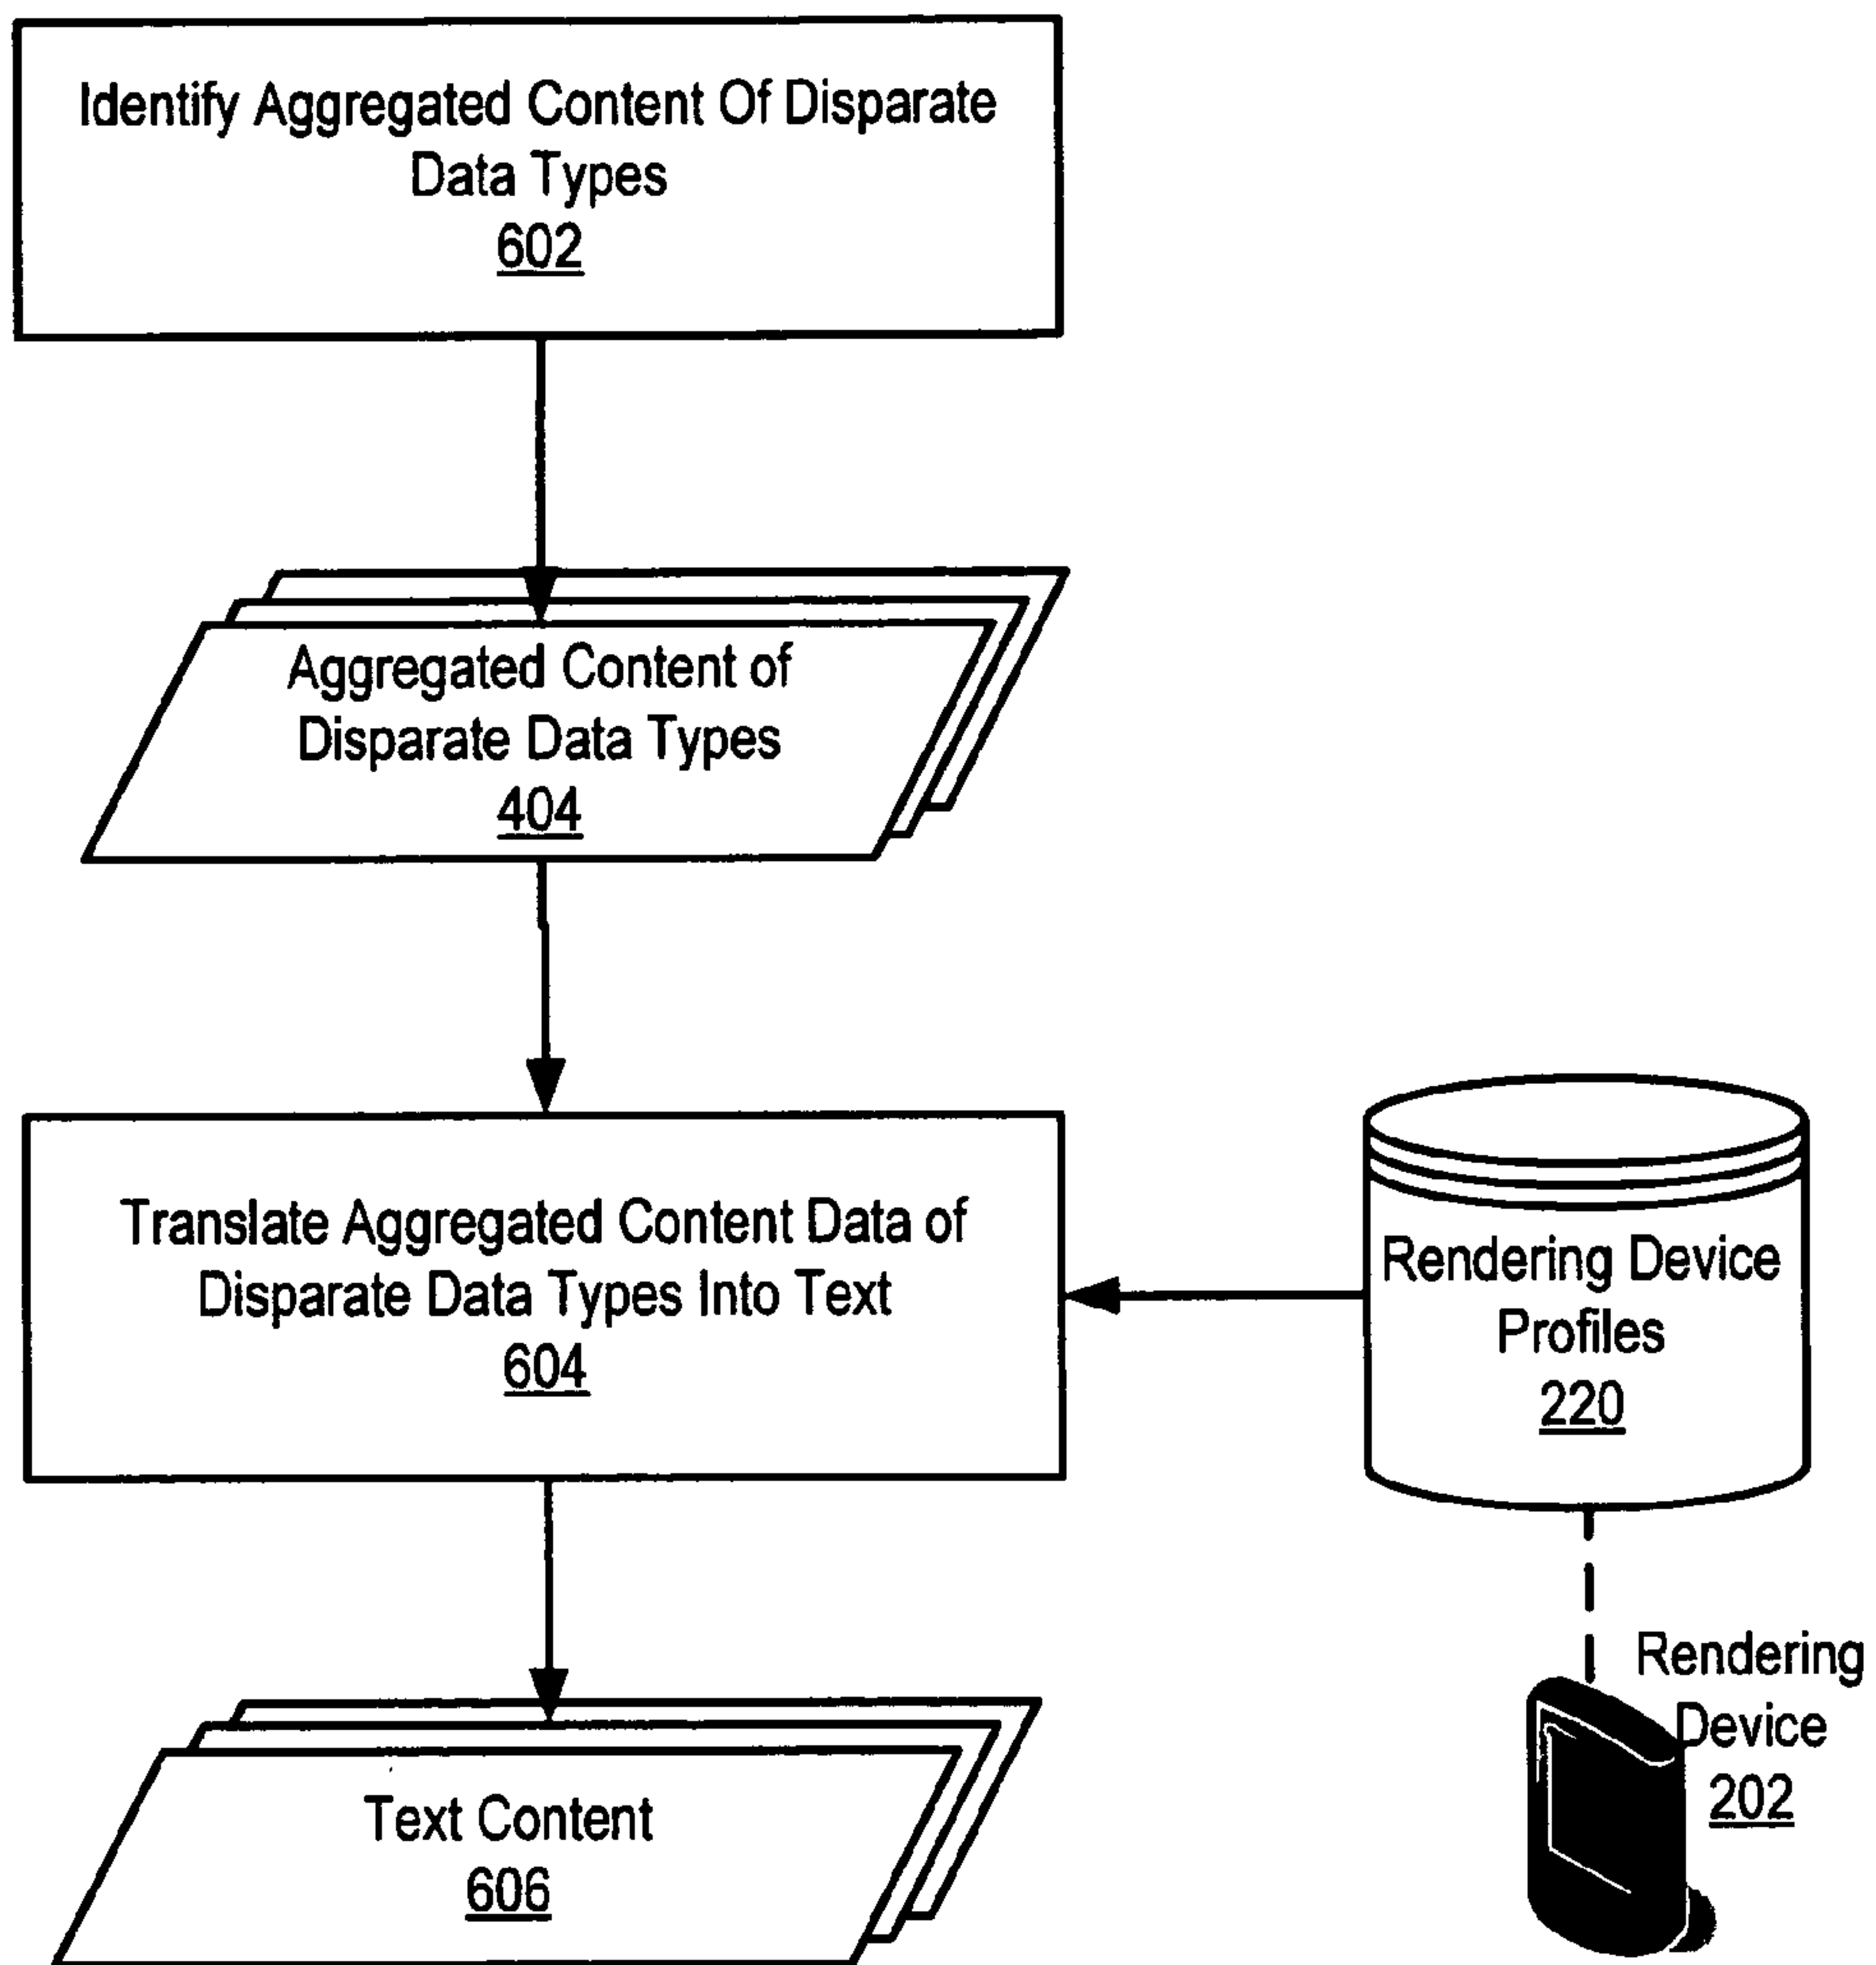 Identify Aggregated Content Of Disparate
Data Types
602
Aggregated Content of
Disparate Data Types
404
Translate Aggregated Content Data of
Disparate Data Types Into Text
604
Rendering Device
Profiles
220
Rendering
Device
202
Text Content
606